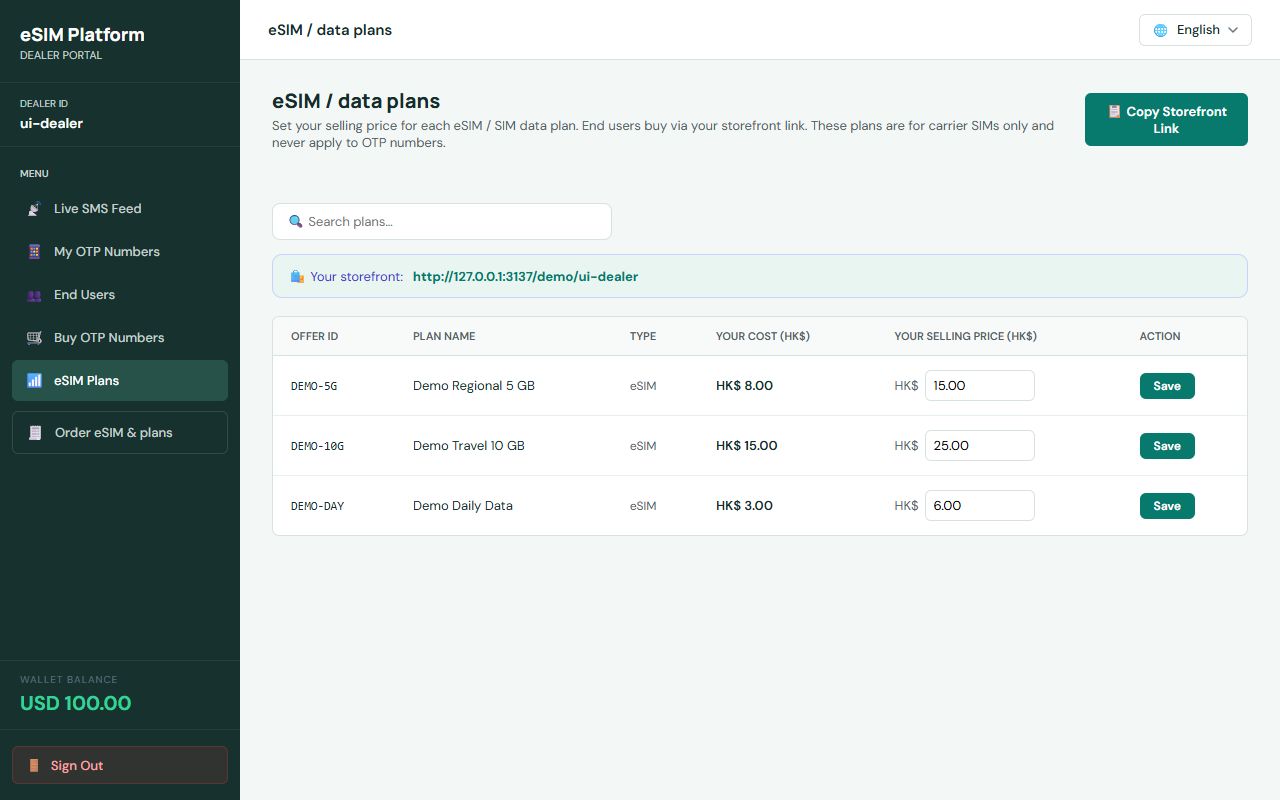 eSIM Platform
DEALER PORTAL
DEALER ID
ui-dealer
MENU
Live SMS Feed
My OTP Numbers
End Users
Buy OTP Numbers
eSIM Plans
Order eSIM & plans
WALLET BALANCE
USD 100.00
Sign Out
eSIM / data plans
English
eSIM / data plans
Set your selling price for each eSIM / SIM data plan. End users buy via your storefront link. These plans are for carrier SIMs only and
never apply to OTP numbers.
Copy Storefront
Link
Search plans...
Your storefront: http://127.0.0.1:3137/demo/ui-dealer
OFFER ID PLAN NAME TYPE YOUR COST (HK$) YOUR SELLING PRICE (HK$) ACTION
DEMO-5G Demo Regional 5 GB eSIM HK$ 8.00 HK$ 15.00 Save
DEMO-10G Demo Travel 10 GB eSIM HK$ 15.00 HK$ 25.00 Save
DEMO-DAY Demo Daily Data eSIM HK$ 3.00 HK$ 6.00 Save